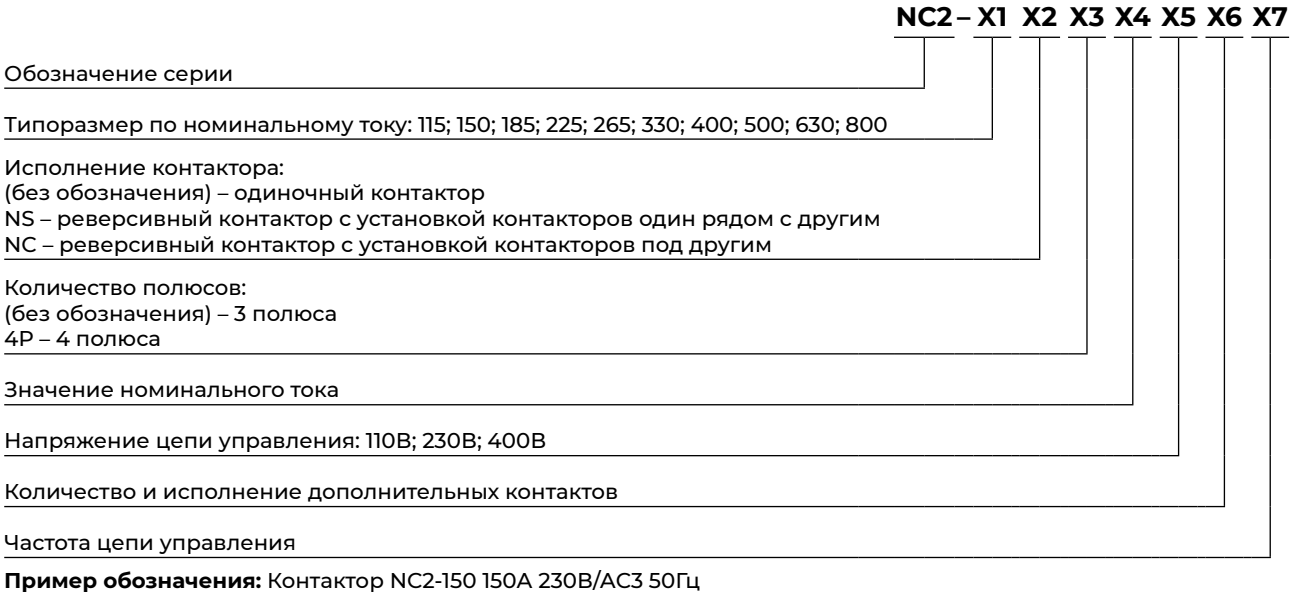 NC2 – X1 X2 X3 X4 X5 X6 X7
Обозначение серии
Типоразмер по номинальному току: 115; 150; 185; 225; 265; 330; 400; 500; 630; 800
Исполнение контактора:
(без обозначения) – одиночный контактор
NS – реверсивный контактор с установкой контакторов один рядом с другим
NC – реверсивный контактор с установкой контакторов под другим
Количество полюсов:
(без обозначения) – 3 полюса
4P – 4 полюса
Значение номинального тока
Напряжение цепи управления: 110В; 230В; 400В
Количество и исполнение дополнительных контактов
Частота цепи управления
Пример обозначения: Контактор NC2-150 150A 230В/AC3 50Гц